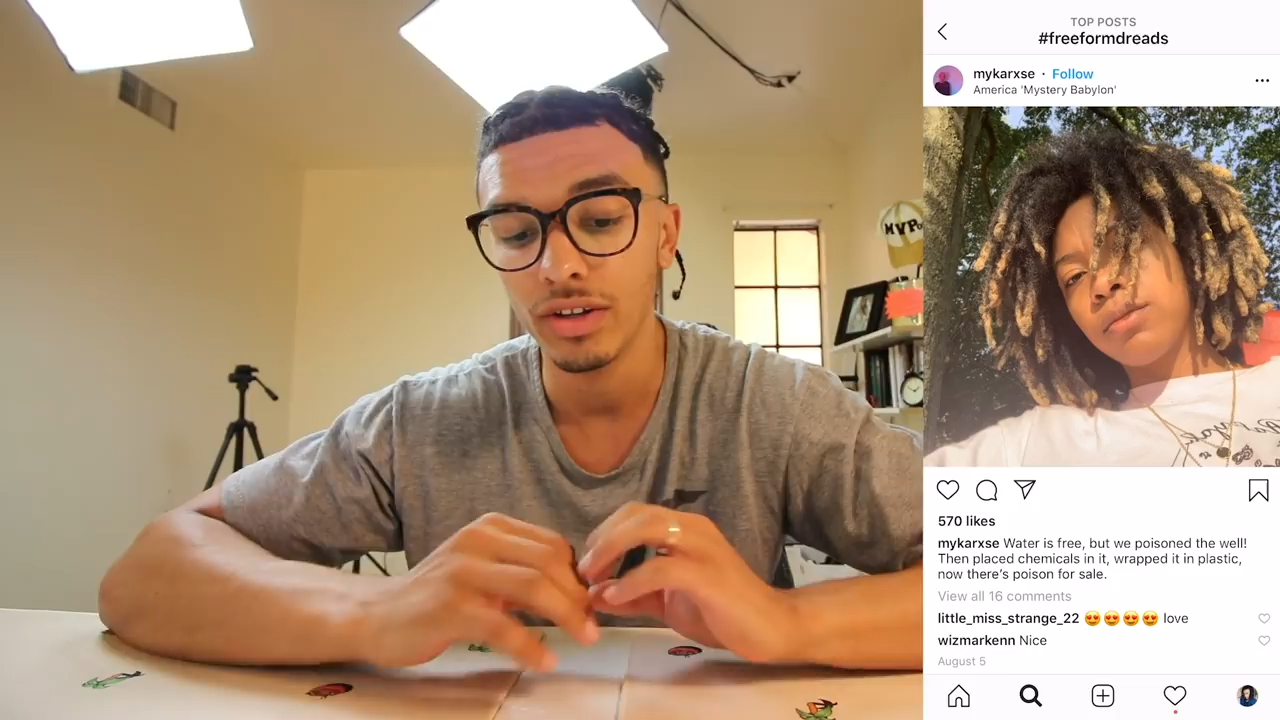 MVP
TOP POSTS
#freeformdreads
mykarxse · Follow
America 'Mystery Babylon'
570 likes
mykarxse Water is free, but we poisoned the well!
Then placed chemicals in it, wrapped it in plastic,
now there's poison for sale.
View all 16 comments
little_miss_strange_22 😍😍😍😍 love
wizmarkenn Nice
August 5